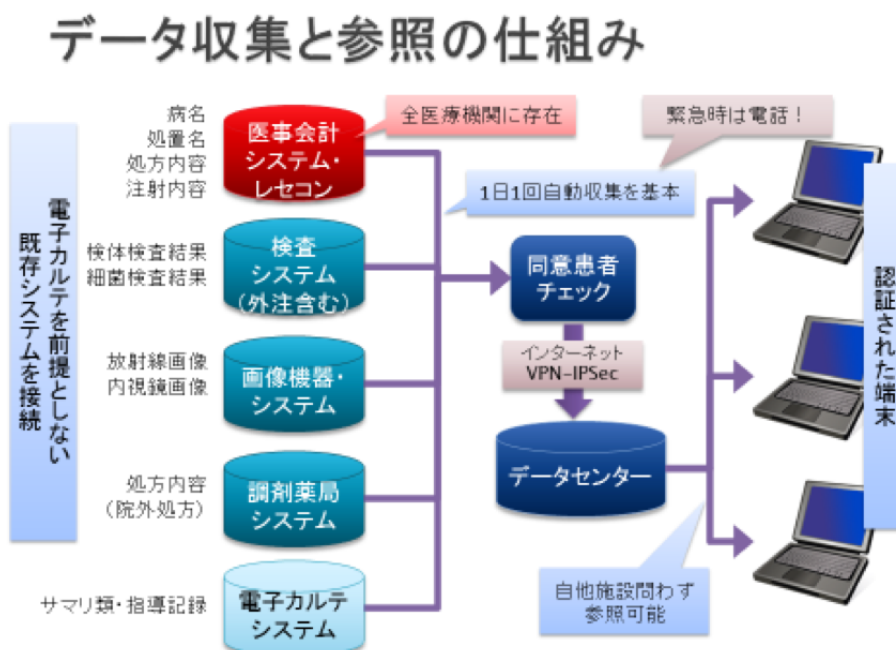 データ収集と参照の仕組み
電子カルテを前提としない
既存システムを接続
病名
処置名
処方内容
注射内容
医事会計
システム・
レセコン
全医療機関に存在
緊急時は電話！
1日1回自動収集を基本
検体検査結果
細菌検査結果
検査
システム
（外注含む）
同意患者
チェック
インターネット
VPN-IPSec
放射線画像
内視鏡画像
画像機器・
システム
データセンター
処方内容
（院外処方）
調剤薬局
システム
サマリ類・指導記録
電子カルテ
システム
自他施設問わず
参照可能
認証された端末